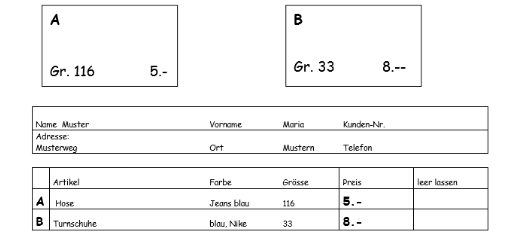 A
Gr. 116 5.-
B
Gr. 33 8.--
Name Muster Vorname Maria Kunden-Nr.
Adresse:
Musterweg Ort Mustern Telefon
Artikel Farbe Grösse Preis leer lassen
A Hose Jeans blau 116 5.-
B Turnschuhe blau, Nike 33 8.-